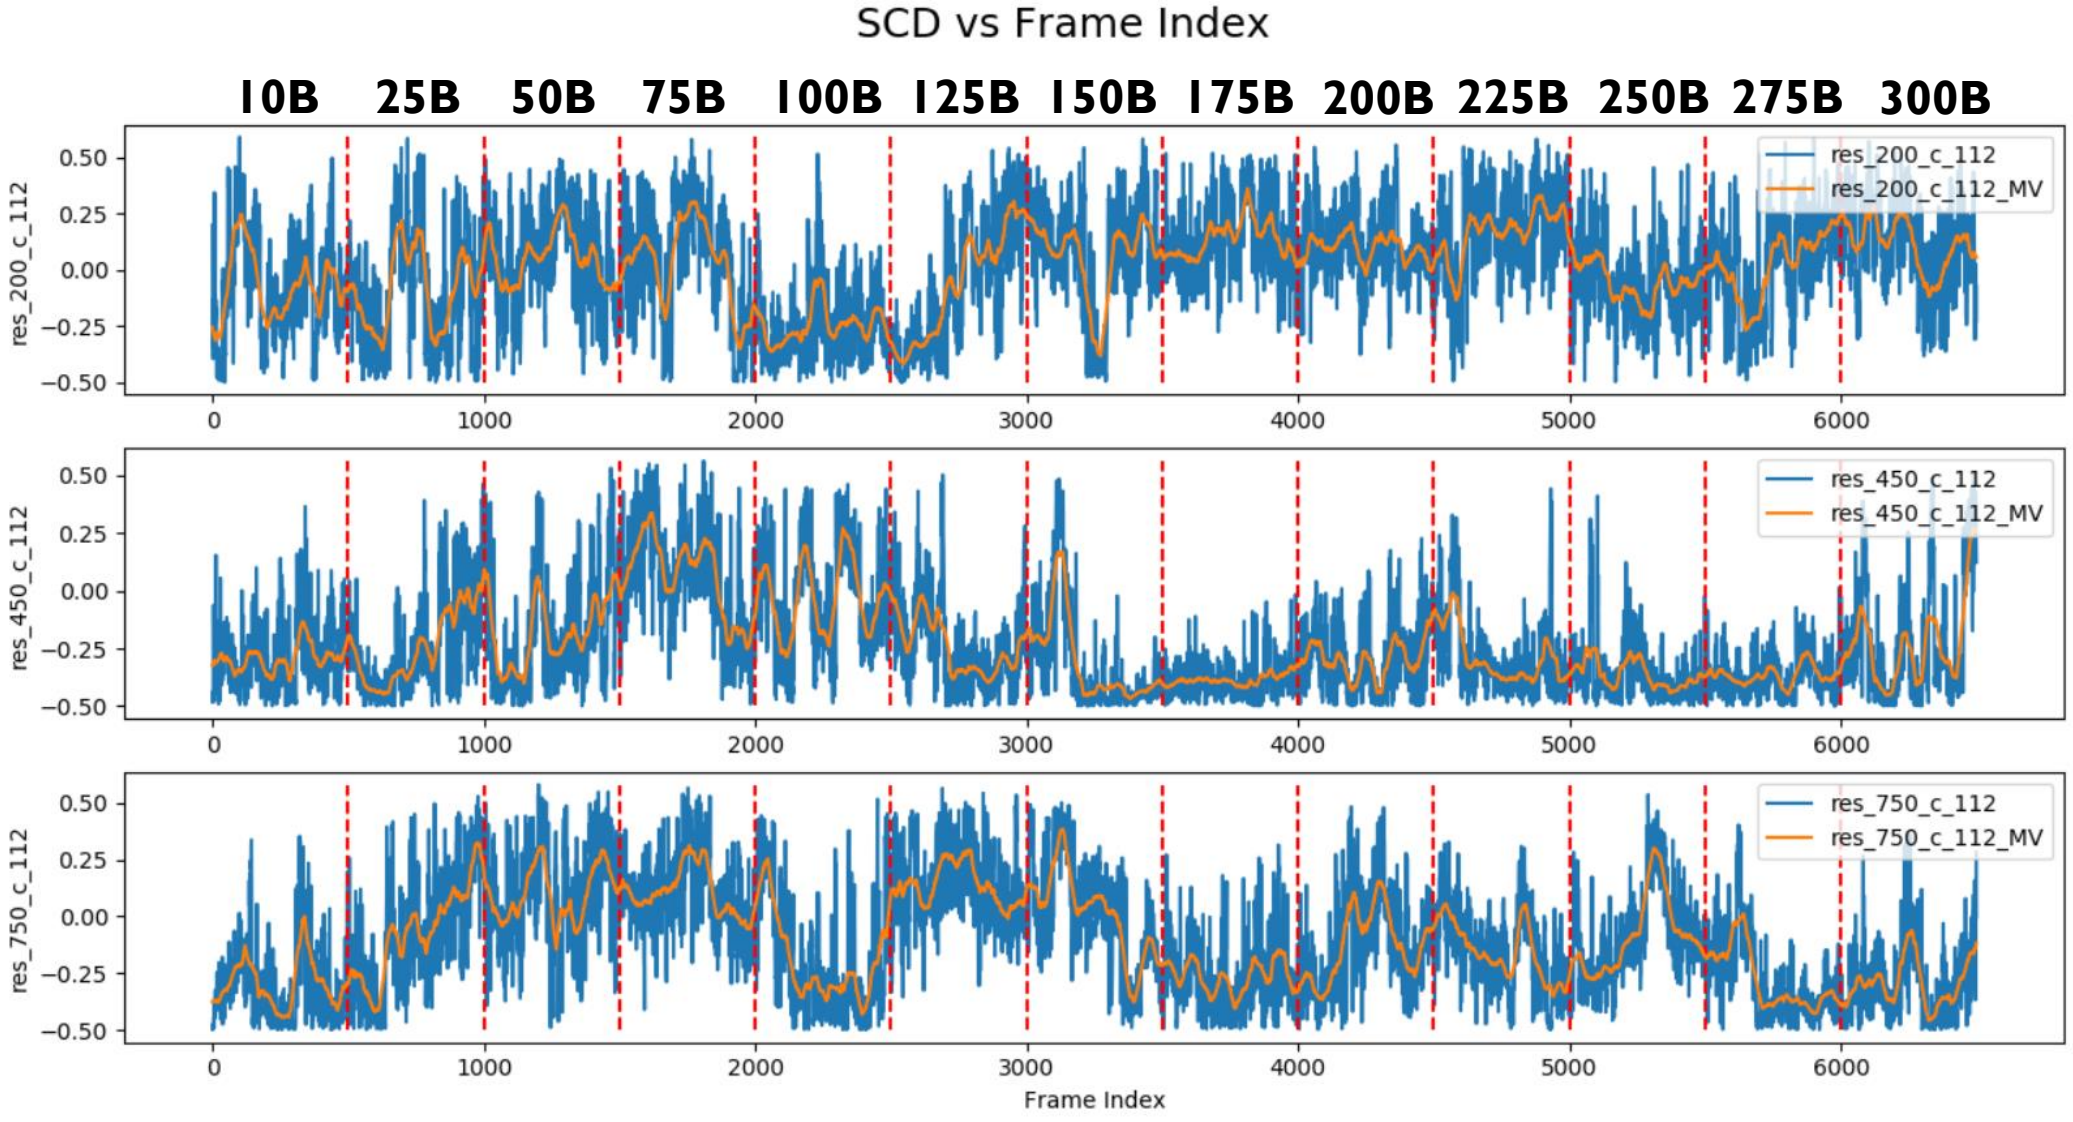 SCD vs Frame Index
10B 25B 50B 75B 100B 125B 150B 175B 200B 225B 250B 275B 300B
res_200_c_112
0.50
0.25
0.00
−0.25
−0.50
res_200_c_112
res_200_c_112_MV
0 1000 2000 3000 4000 5000 6000
res_450_c_112
0.50
0.25
0.00
−0.25
−0.50
res_450_c_112
res_450_c_112_MV
0 1000 2000 3000 4000 5000 6000
res_750_c_112
0.50
0.25
0.00
−0.25
−0.50
res_750_c_112
res_750_c_112_MV
0 1000 2000 3000 4000 5000 6000
Frame Index